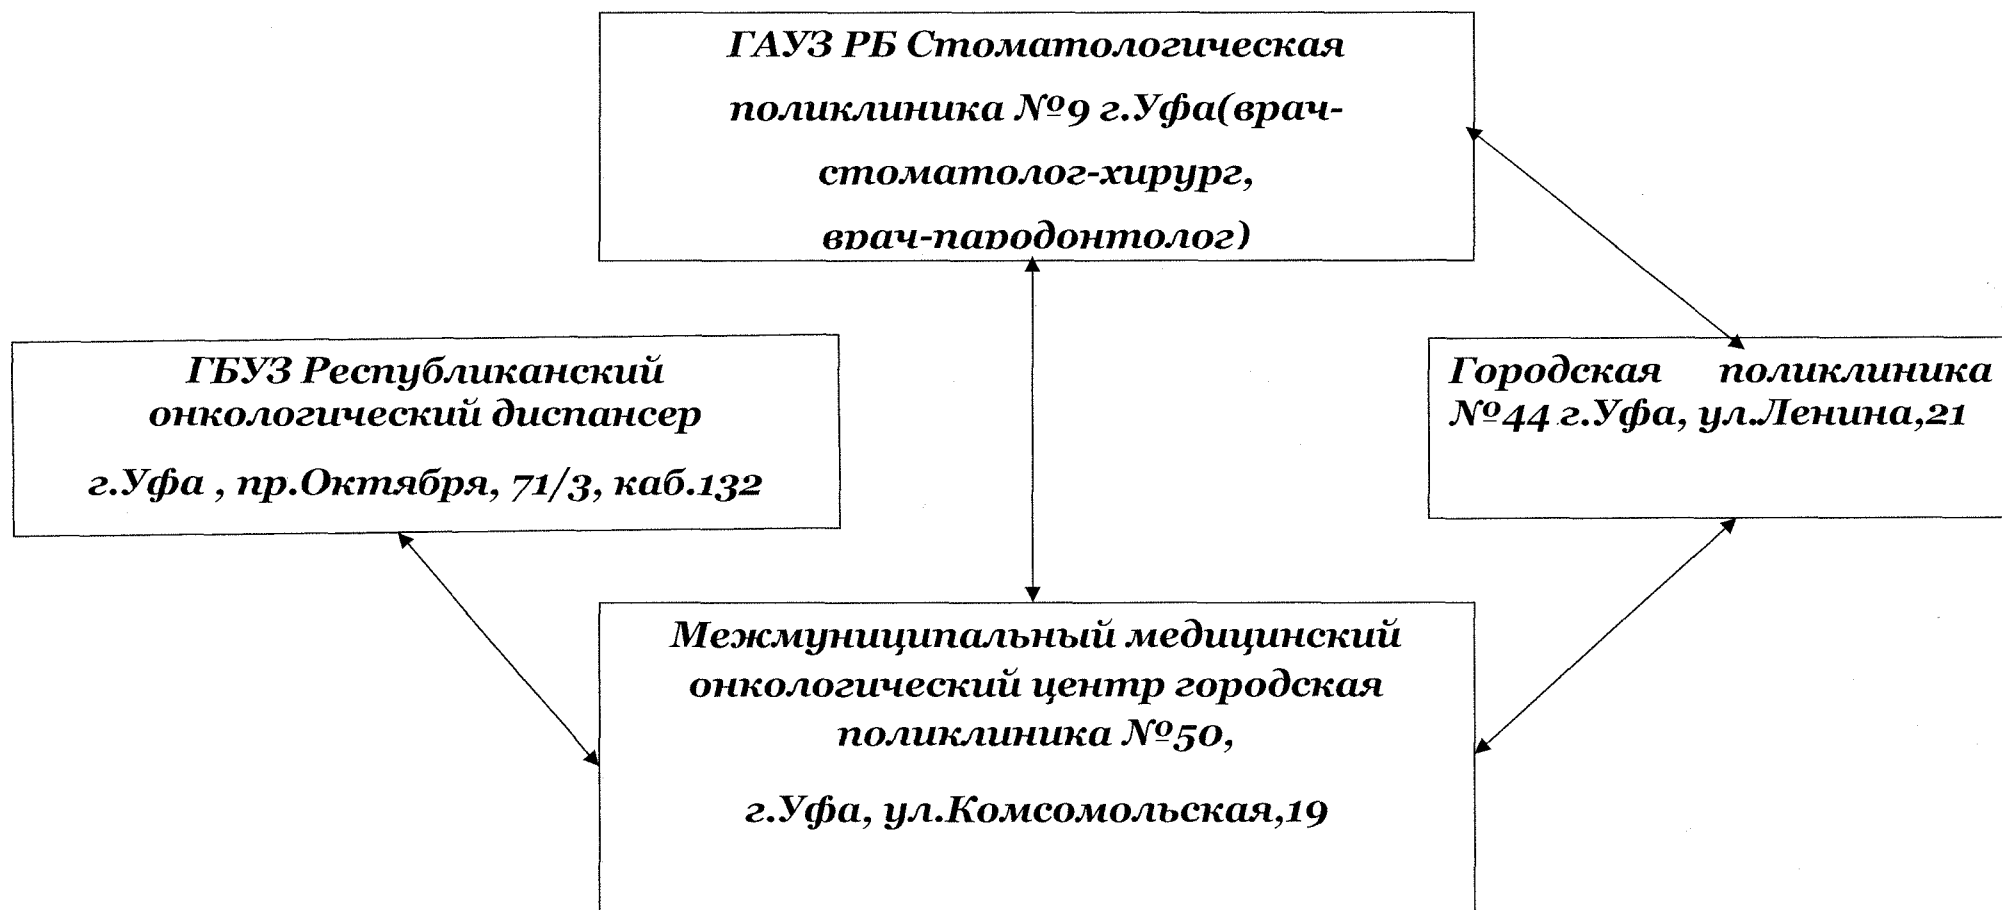 ГАУЗ РБ Стоматологическая
поликлиника №9 г.Уфа(врач-
стоматолог-хирург,
врач-пародонтолог)
ГБУЗ Республиканский
онкологический диспансер
г.Уфа , пр.Октября, 71/3, каб.132
Городская поликлиника
№44 г.Уфа, ул.Ленина,21
Межмуниципальный медицинский
онкологический центр городская
поликлиника №50,
г.Уфа, ул.Комсомольская,19